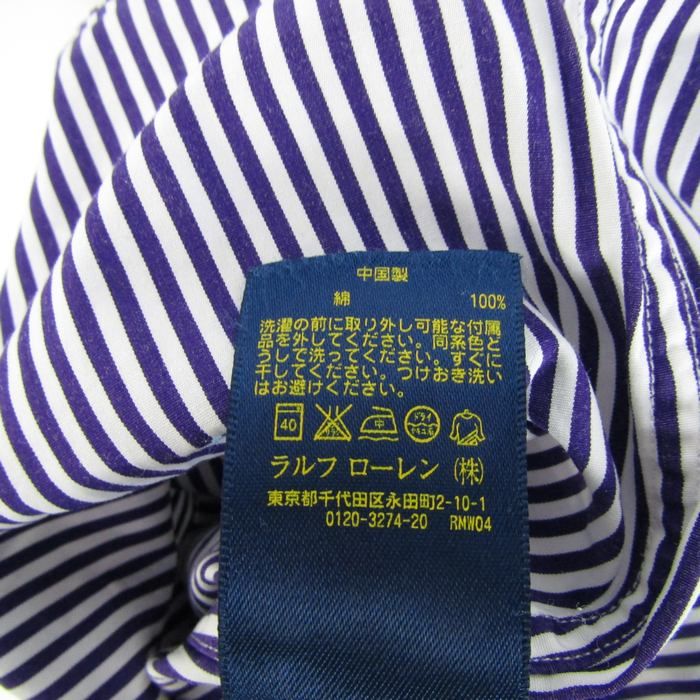 中国製
綿 100%
洗濯の前に取り外し可能な付属
品を外してください。同系色ど
うしで洗ってください。すぐに
干してください。つけおき洗い
はお避けください。
40 中 ドライ セキユ系
ラルフ ローレン (株)
東京都千代田区永田町2-10-1
0120-3274-20 RMW04